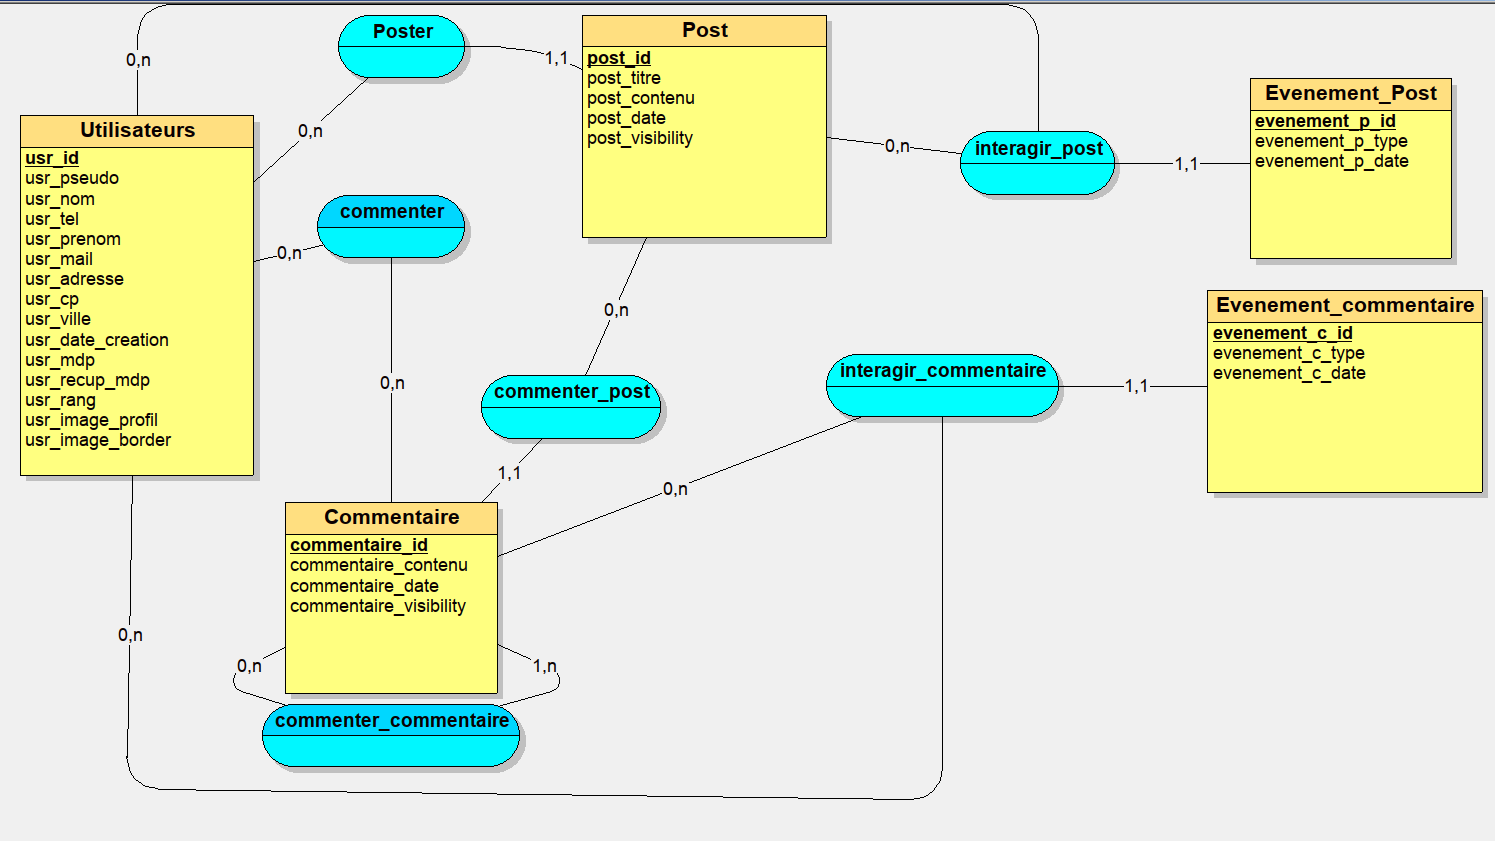 Poster
Post
post_id
post_titre
post_contenu
post_date
post_visibility
0,n
1,1
0,n
Utilisateurs
usr_id
usr_pseudo
usr_nom
usr_tel
usr_prenom
usr_mail
usr_adresse
usr_cp
usr_ville
usr_date_creation
usr_mdp
usr_recup_mdp
usr_rang
usr_image_profil
usr_image_border
Evenement_Post
evenement_p_id
evenement_p_type
evenement_p_date
interagir_post
0,n
1,1
commenter
0,n
0,n
0,n
commenter_post
1,1
Evenement_commentaire
evenement_c_id
evenement_c_type
evenement_c_date
interagir_commentaire
1,1
0,n
Commentaire
commentaire_id
commentaire_contenu
commentaire_date
commentaire_visibility
0,n
0,n
1,n
commenter_commentaire